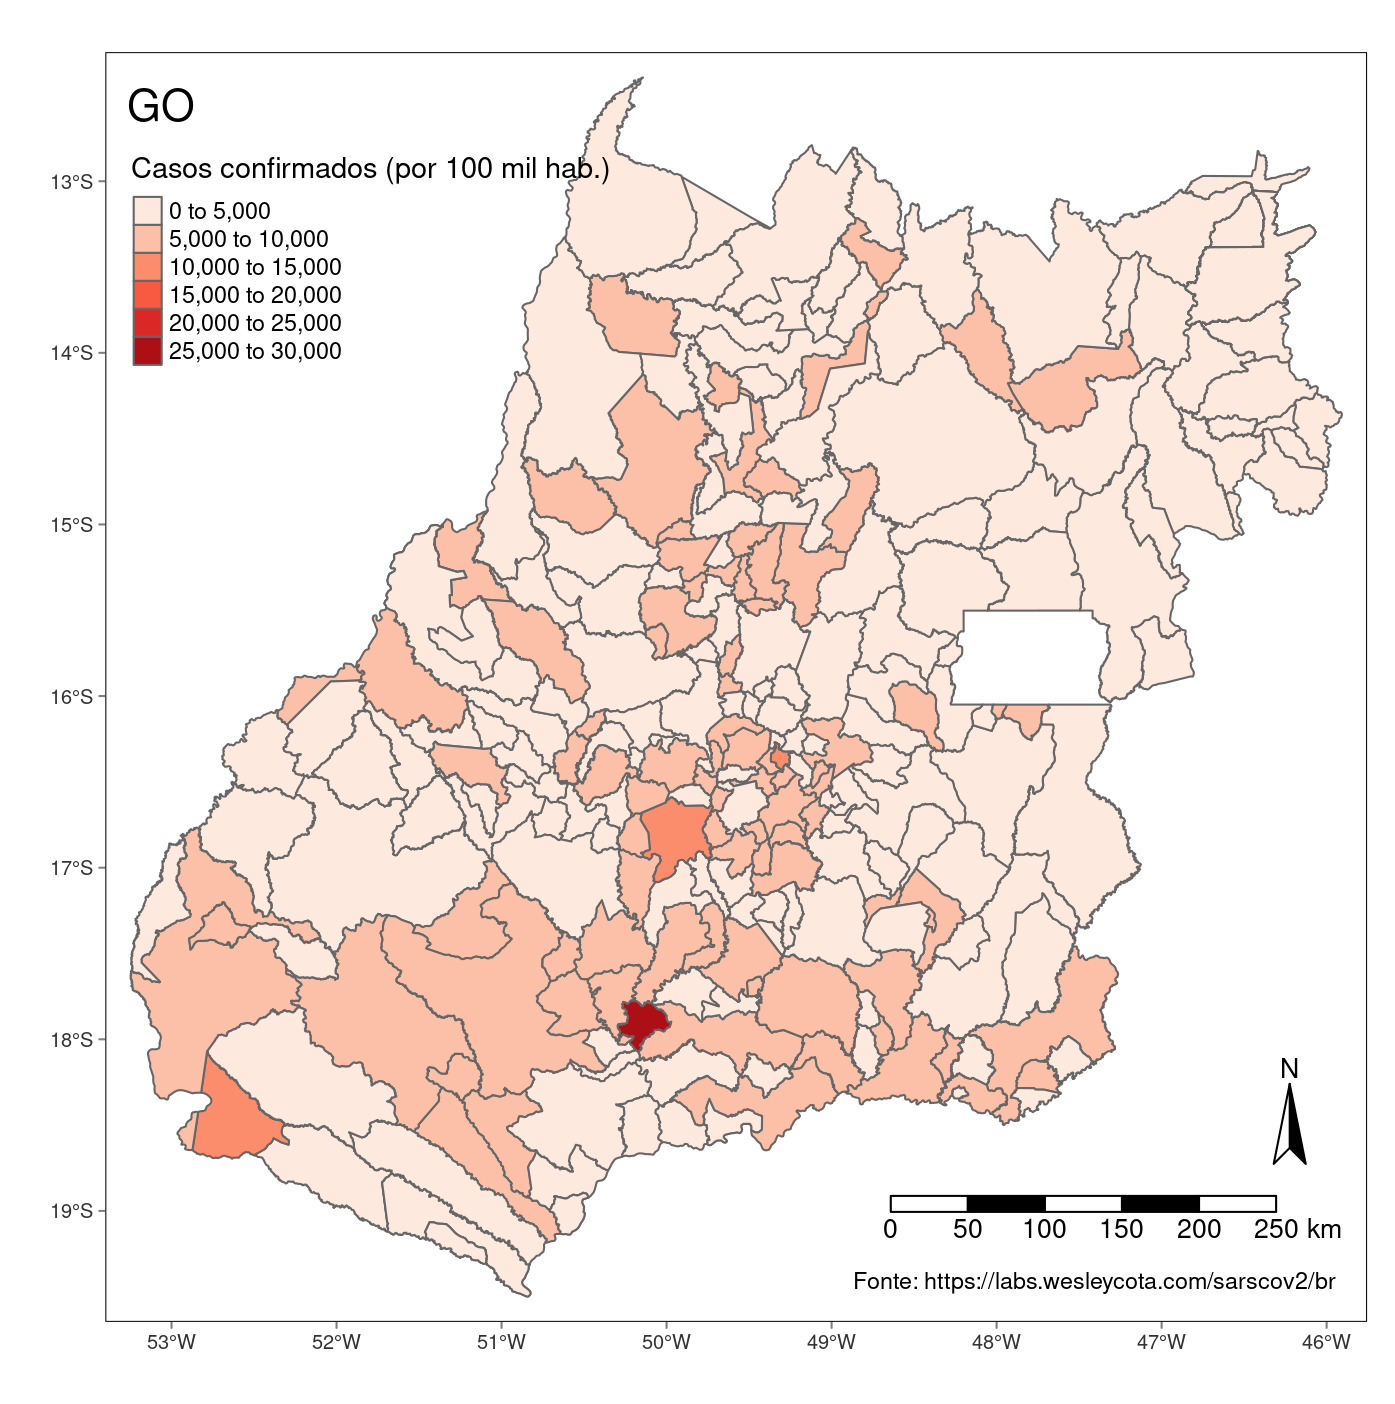 GO
Casos confirmados (por 100 mil hab.)
0 to 5,000
5,000 to 10,000
10,000 to 15,000
15,000 to 20,000
20,000 to 25,000
25,000 to 30,000
13°S
14°S
15°S
16°S
17°S
18°S
19°S
N
0 50 100 150 200 250 km
Fonte: https://labs.wesleycota.com/sarscov2/br
53°W 52°W 51°W 50°W 49°W 48°W 47°W 46°W